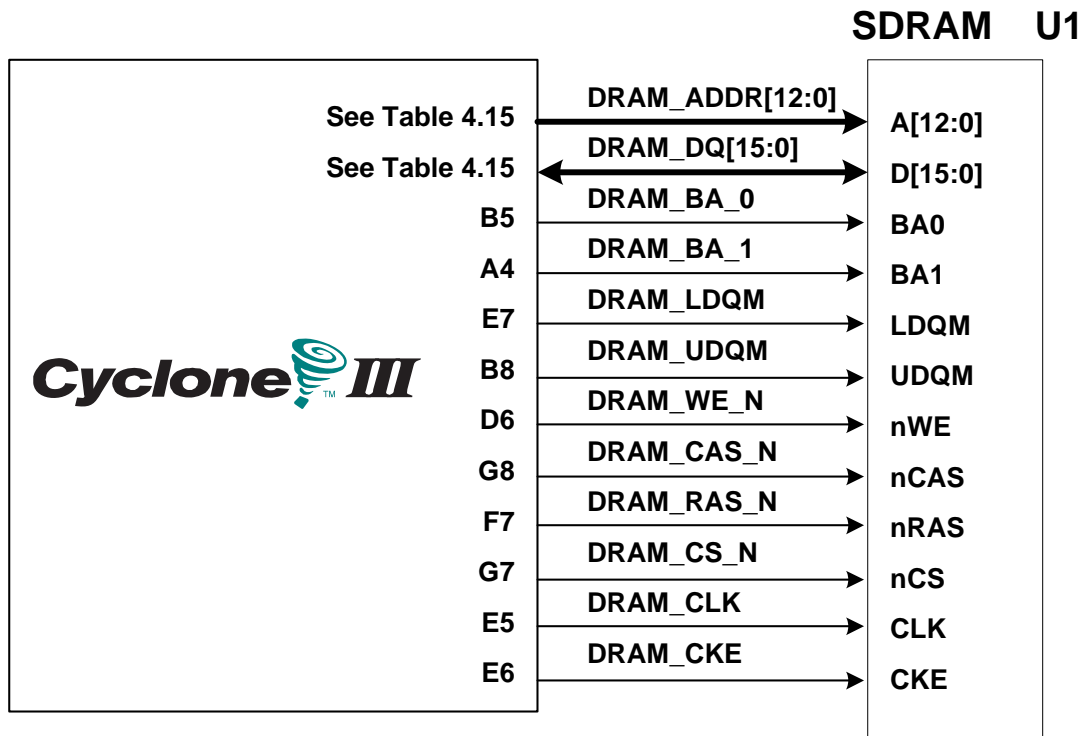 SDRAM U1
See Table 4.15 DRAM_ADDR[12:0] A[12:0]
See Table 4.15 DRAM_DQ[15:0] D[15:0]
B5 DRAM_BA_0 BA0
A4 DRAM_BA_1 BA1
E7 DRAM_LDQM LDQM
Cyclone III ™
B8 DRAM_UDQM UDQM
D6 DRAM_WE_N nWE
G8 DRAM_CAS_N nCAS
F7 DRAM_RAS_N nRAS
G7 DRAM_CS_N nCS
E5 DRAM_CLK CLK
E6 DRAM_CKE CKE